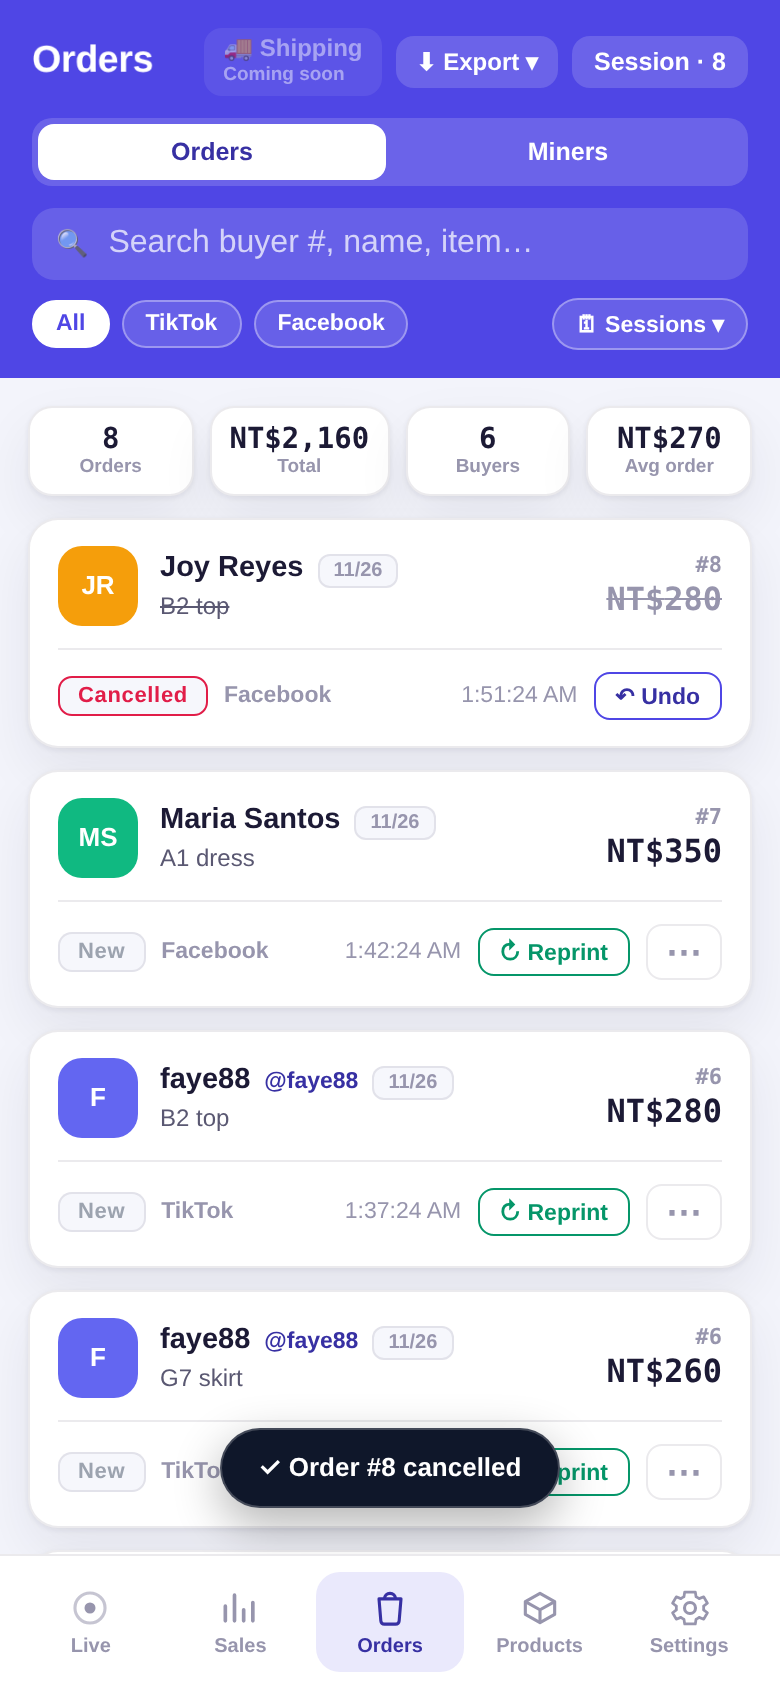 Orders
🚚 Shipping
Coming soon
⬇ Export ▾
Session · 8
Orders
Miners
🔍 Search buyer #, name, item…
All
TikTok
Facebook
🗓 Sessions ▾
8
Orders
NT$2,160
Total
6
Buyers
NT$270
Avg order
JR
Joy Reyes
11/26
B2 top
#8
NT$280
Cancelled
Facebook
1:51:24 AM
↶ Undo
MS
Maria Santos
11/26
A1 dress
#7
NT$350
New
Facebook
1:42:24 AM
↻ Reprint
⋯
F
faye88
@faye88
11/26
B2 top
#6
NT$280
New
TikTok
1:37:24 AM
↻ Reprint
⋯
F
faye88
@faye88
11/26
G7 skirt
#6
NT$260
New
TikTo
✓ Order #8 cancelled
print
⋯
Live
Sales
Orders
Products
Settings